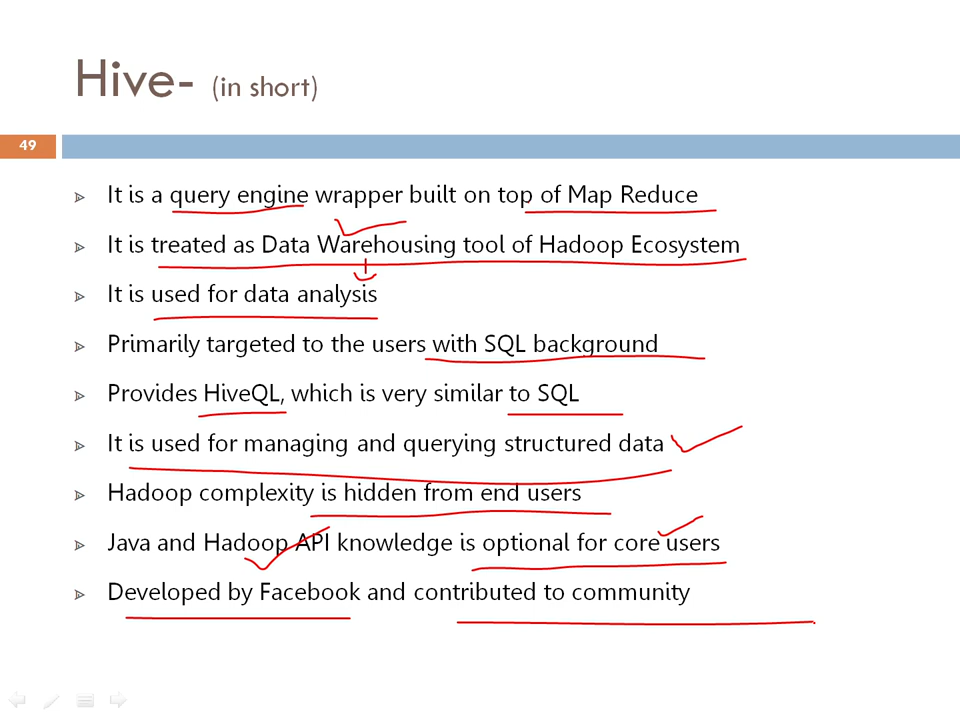 Hive- (in short)
49
It is a query engine wrapper built on top of Map Reduce
It is treated as Data Warehousing tool of Hadoop Ecosystem
It is used for data analysis
Primarily targeted to the users with SQL background
Provides HiveQL, which is very similar to SQL
It is used for managing and querying structured data
Hadoop complexity is hidden from end users
Java and Hadoop API knowledge is optional for core users
Developed by Facebook and contributed to community